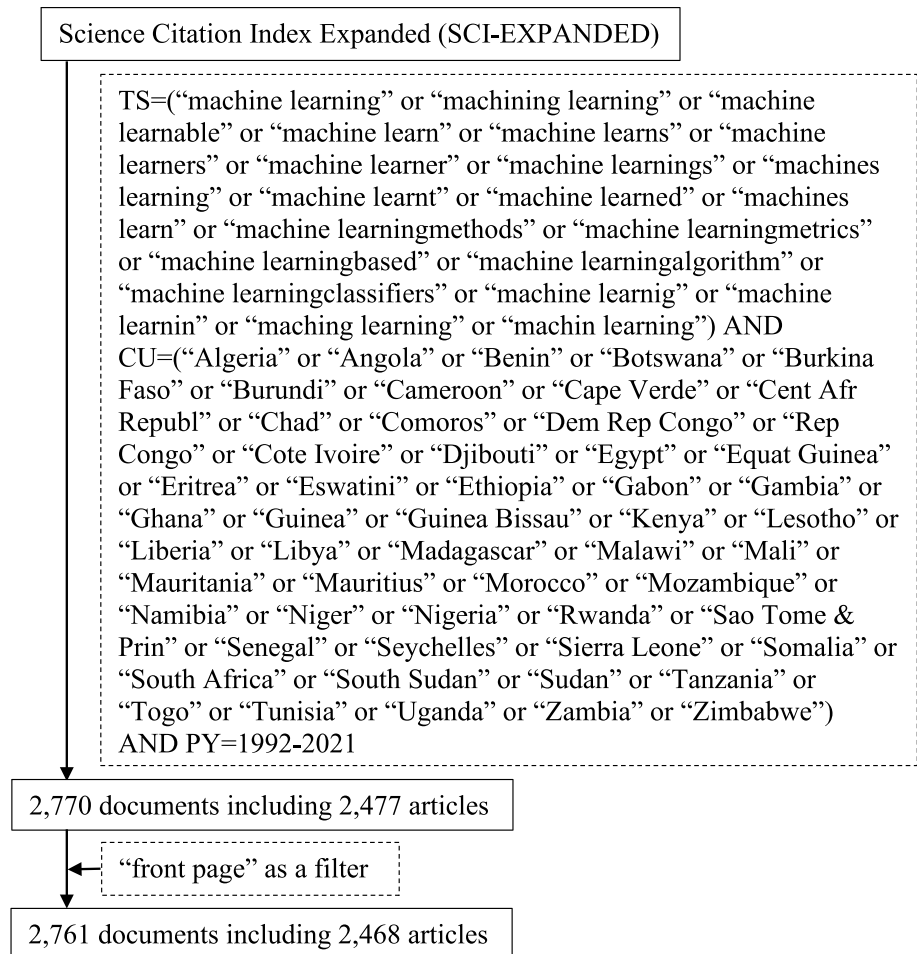 Science Citation Index Expanded (SCI-EXPANDED)
TS=(“machine learning” or “machining learning” or “machine
learnable” or “machine learn” or “machine learns” or “machine
learners” or “machine learner” or “machine learnings” or “machines
learning” or “machine learnt” or “machine learned” or “machines
learn” or “machine learningmethods” or “machine learningmetrics”
or “machine learningbased” or “machine learningalgorithm” or
“machine learningclassifiers” or “machine learnig” or “machine
learnin” or “maching learning” or “machin learning”) AND
CU=(“Algeria” or “Angola” or “Benin” or “Botswana” or “Burkina
Faso” or “Burundi” or “Cameroon” or “Cape Verde” or “Cent Afr
Republ” or “Chad” or “Comoros” or “Dem Rep Congo” or “Rep
Congo” or “Cote Ivoire” or “Djibouti” or “Egypt” or “Equat Guinea”
or “Eritrea” or “Eswatini” or “Ethiopia” or “Gabon” or “Gambia” or
“Ghana” or “Guinea” or “Guinea Bissau” or “Kenya” or “Lesotho” or
“Liberia” or “Libya” or “Madagascar” or “Malawi” or “Mali” or
“Mauritania” or “Mauritius” or “Morocco” or “Mozambique” or
“Namibia” or “Niger” or “Nigeria” or “Rwanda” or “Sao Tome &
Prin” or “Senegal” or “Seychelles” or “Sierra Leone” or “Somalia” or
“South Africa” or “South Sudan” or “Sudan” or “Tanzania” or
“Togo” or “Tunisia” or “Uganda” or “Zambia” or “Zimbabwe”)
AND PY=1992-2021
2,770 documents including 2,477 articles
“front page” as a filter
2,761 documents including 2,468 articles